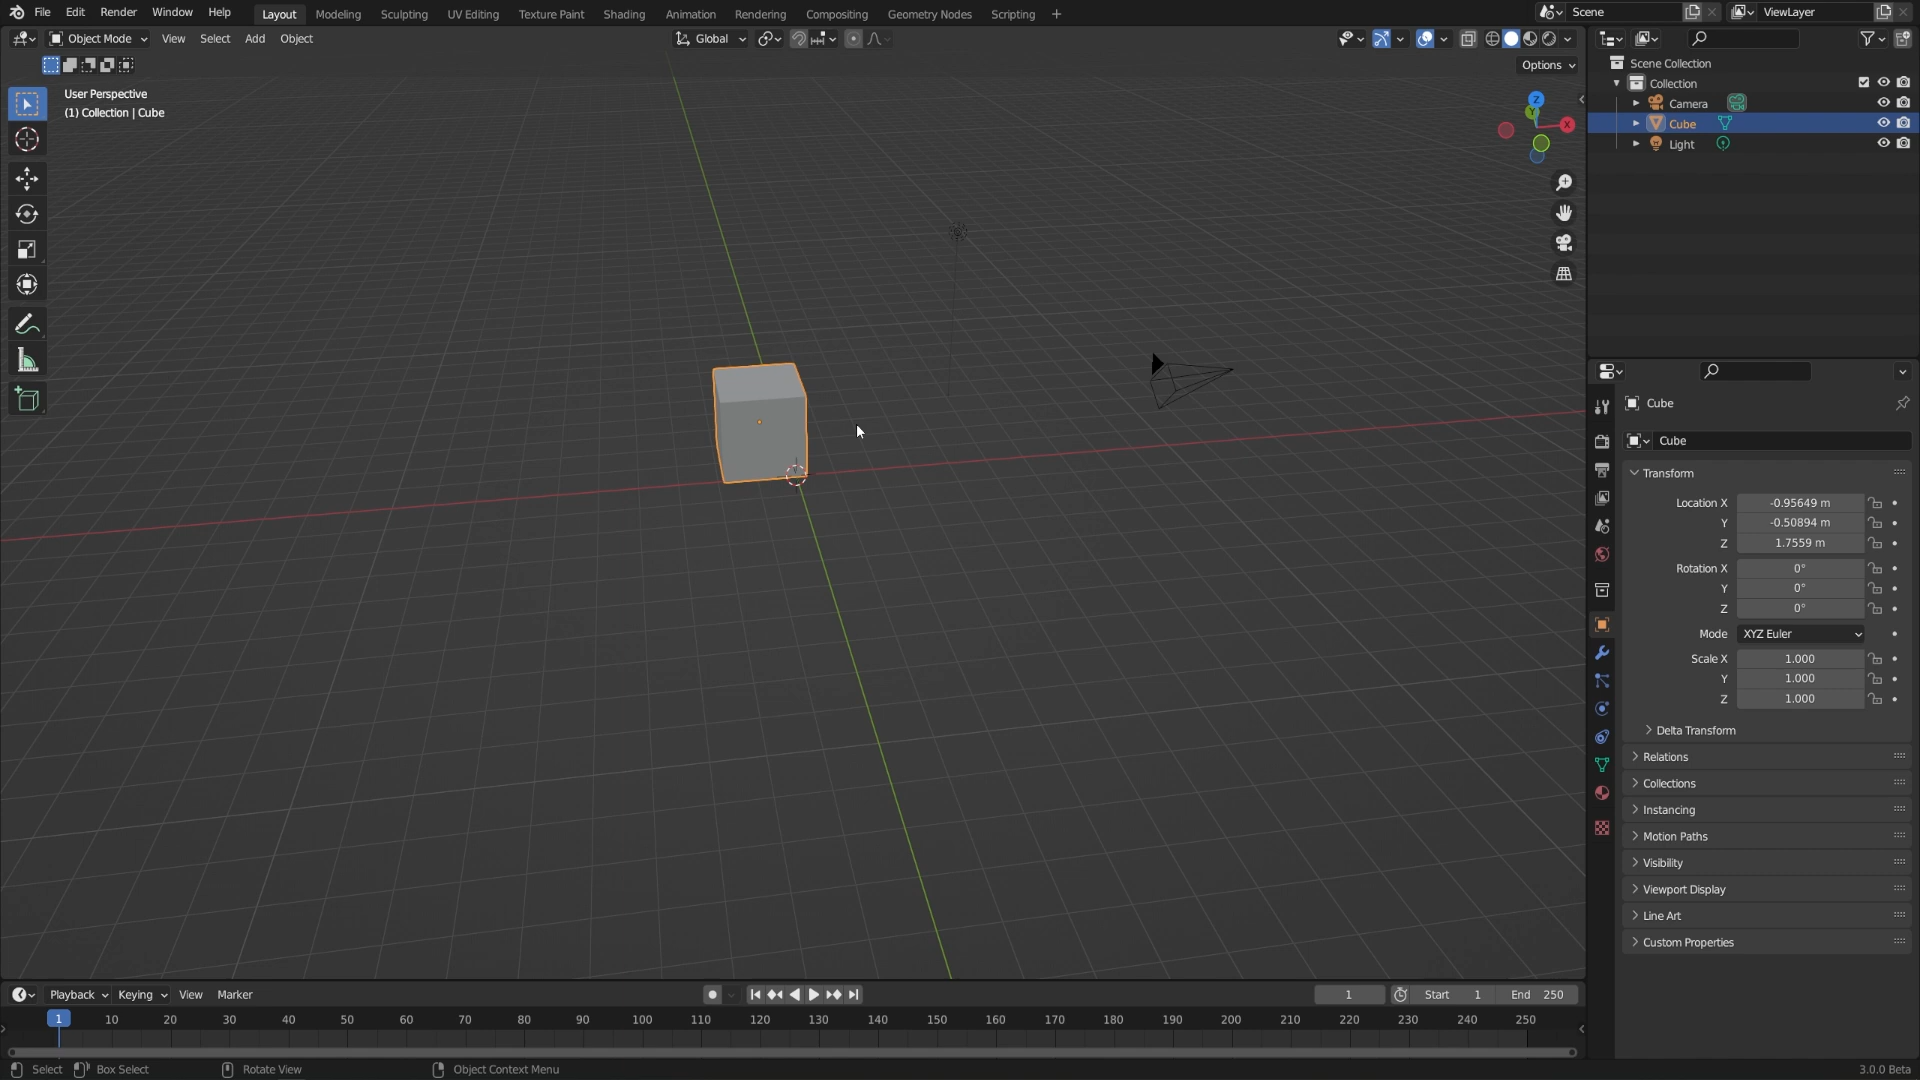 File Edit Render Window Help Layout Modeling Sculpting UV Editing Texture Paint Shading Animation Rendering Compositing Geometry Nodes Scripting + Scene ViewLayer
Object Mode View Select Add Object Global
Options
User Perspective
(1) Collection | Cube
Z
Y
X
Scene Collection
Collection
Camera
Cube
Light
Cube
Cube
Transform
Location X -0.95649 m
Y -0.50894 m
Z 1.7559 m
Rotation X 0°
Y 0°
Z 0°
Mode XYZ Euler
Scale X 1.000
Y 1.000
Z 1.000
Delta Transform
Relations
Collections
Instancing
Motion Paths
Visibility
Viewport Display
Line Art
Custom Properties
Playback Keying View Marker 1 Start 1 End 250
1 10 20 30 40 50 60 70 80 90 100 110 120 130 140 150 160 170 180 190 200 210 220 230 240 250
Select Box Select Rotate View Object Context Menu 3.0.0 Beta